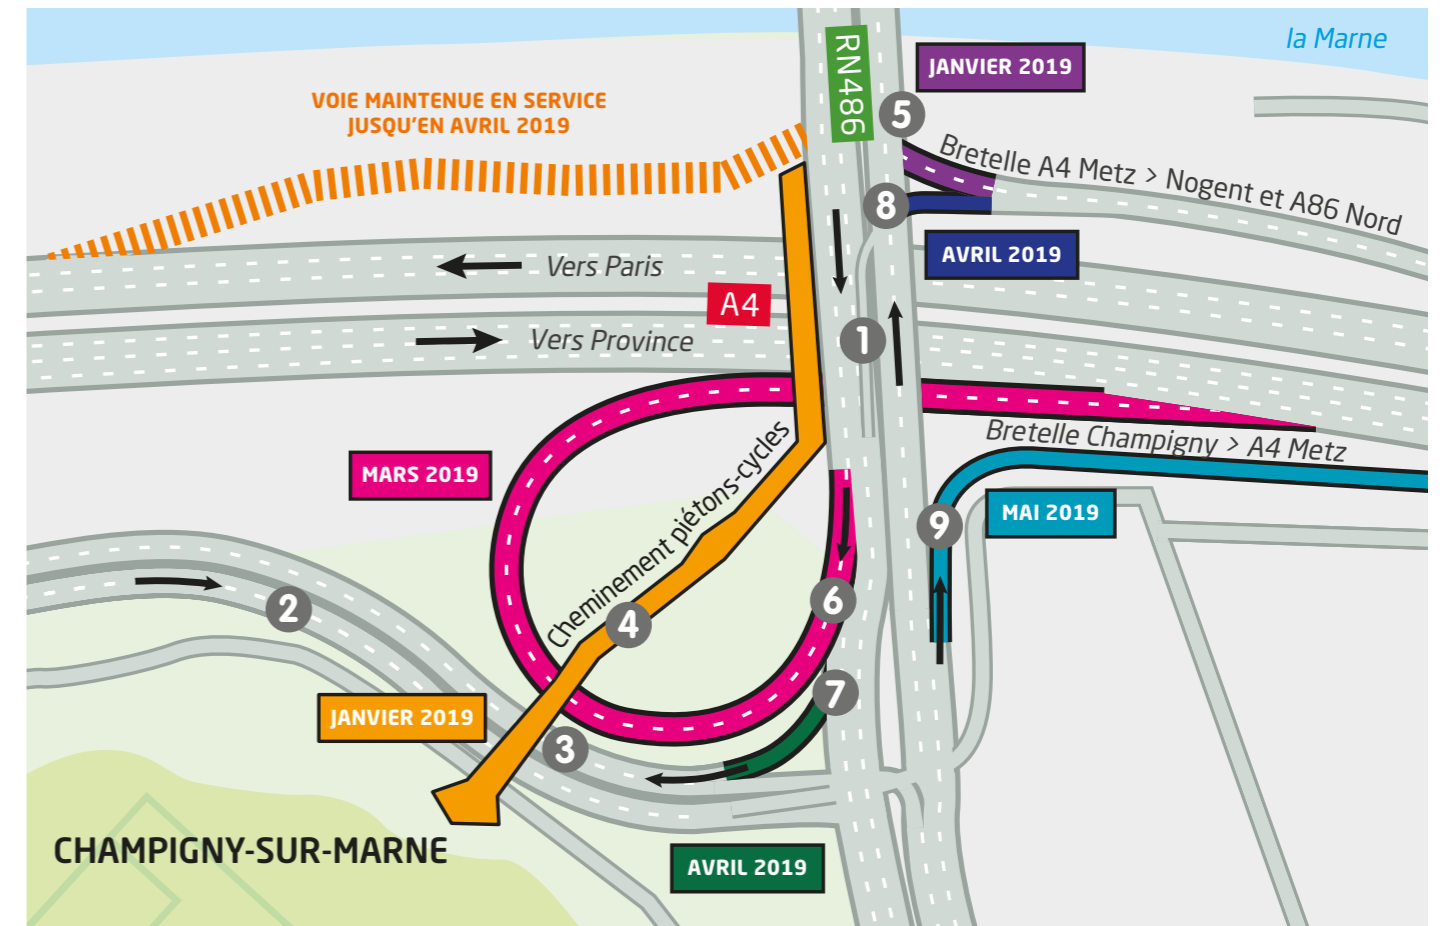 la Marne
JANVIER 2019
RN486
VOIE MAINTENUE EN SERVICE
JUSQU'EN AVRIL 2019
5
Bretelle A4 Metz > Nogent et A86 Nord
8
AVRIL 2019
Vers Paris
A4
Vers Province
1
Bretelle Champigny > A4 Metz
MARS 2019
Cheminement piétons-cycles
MAI 2019
9
2
6
4
7
JANVIER 2019
3
CHAMPIGNY-SUR-MARNE
AVRIL 2019